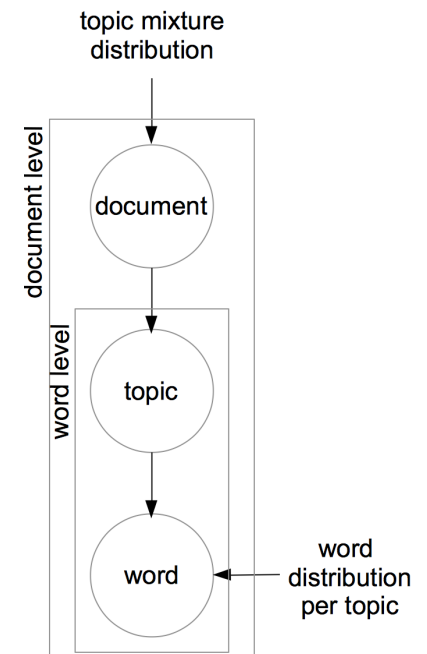 topic mixture
distribution
document level
document
word level
topic
word
word
distribution
per topic